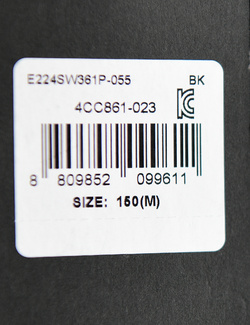 E224SW361P-055 BK
4CC861-023
8 809852 099611
SIZE: 150(M)